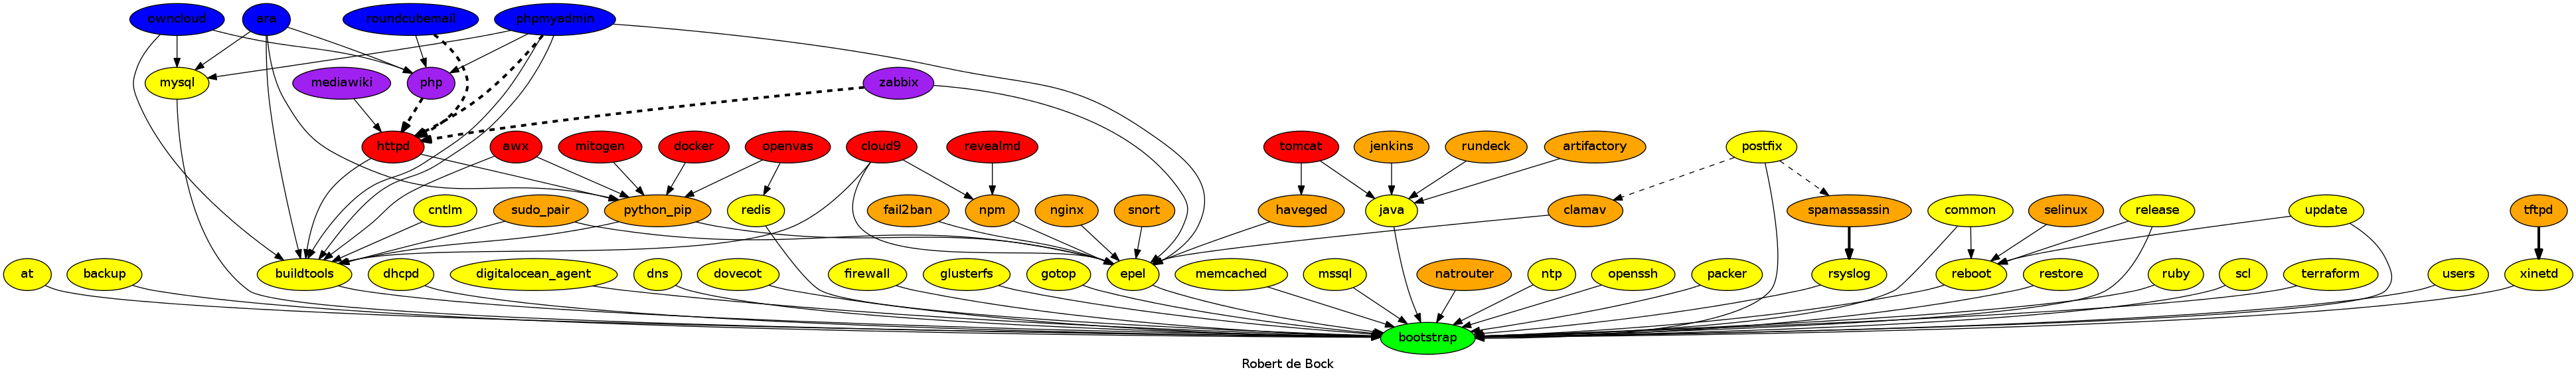 owncloud
ara
roundcubemail
phpmyadmin
mysql
mediawiki
php
zabbix
httpd
awx
mitogen
docker
openvas
cloud9
revealmd
tomcat
jenkins
rundeck
artifactory
postfix
cntlm
sudo_pair
python_pip
redis
fail2ban
npm
nginx
snort
haveged
java
clamav
spamassassin
common
selinux
release
update
tftpd
at
backup
buildtools
dhcpd
digitalocean_agent
dns
dovecot
firewall
glusterfs
gotop
epel
memcached
mssql
natrouter
ntp
openssh
packer
rsyslog
reboot
restore
ruby
scl
terraform
users
xinetd
bootstrap
Robert de Bock